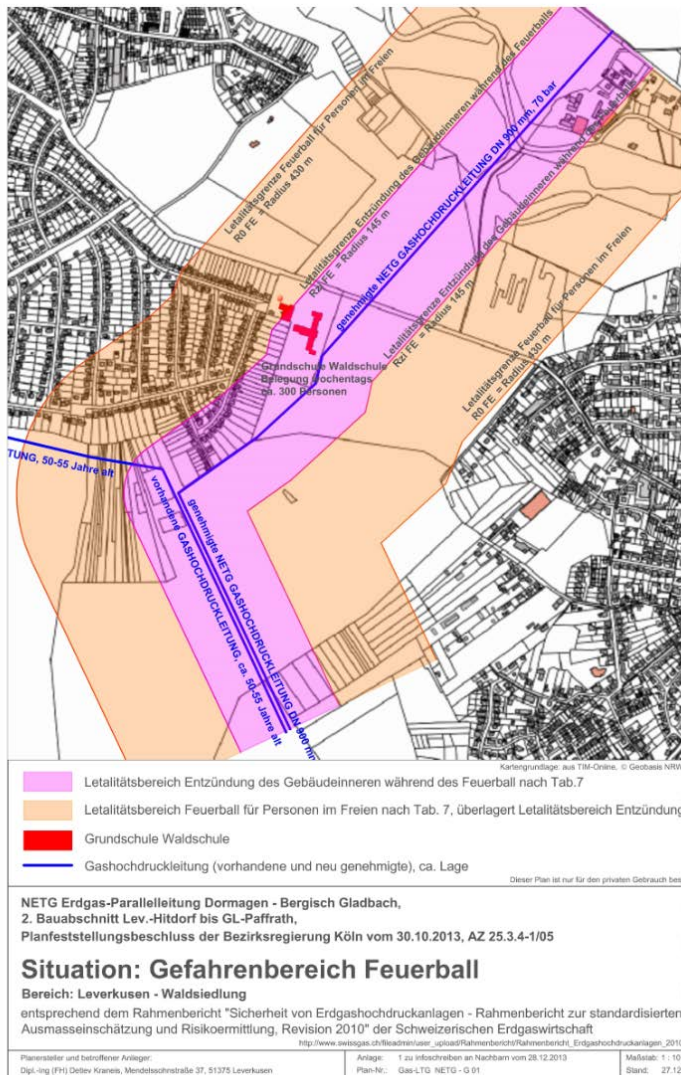 Letalitätsgrenze Feuerball für Personen im Freien
R0 FE = Radius 430 m
Letalitätsgrenze Entzündung des Gebäudeinneren während des Feuerballs
RzI FE = Radius 145 m
genehmigte NETG GASHOCHDRUCKLEITUNG DN 900 mm, 70 bar
Letalitätsgrenze Entzündung des Gebäudeinneren während des Feuerballs
RzI FE = Radius 145 m
Letalitätsgrenze Feuerball für Personen im Freien
R0 FE = Radius 430 m
Grundschule Waldschule
Belegung Wochentags
ca. 300 Personen
TUNG, 50-55 Jahre alt
vorhandene GASHOCHDRUCKLEITUNG, ca. 50-55 Jahre alt
genehmigte NETG GASHOCHDRUCKLEITUNG DN 900 mm
Kartengrundlage: aus TIM-Online, © Geobasis NRW
Letalitätsbereich Entzündung des Gebäudeinneren während des Feuerball nach Tab.7
Letalitätsbereich Feuerball für Personen im Freien nach Tab. 7, überlagert Letalitätsbereich Entzündung
Grundschule Waldschule
Gashochdruckleitung (vorhandene und neu genehmigte), ca. Lage
Dieser Plan ist nur für den privaten Gebrauch bes
NETG Erdgas-Parallelleitung Dormagen - Bergisch Gladbach,
2. Bauabschnitt Lev.-Hitdorf bis GL-Paffrath,
Planfeststellungsbeschluss der Bezirksregierung Köln vom 30.10.2013, AZ 25.3.4-1/05
Situation: Gefahrenbereich Feuerball
Bereich: Leverkusen - Waldsiedlung
entsprechend dem Rahmenbericht "Sicherheit von Erdgashochdruckanlagen - Rahmenbericht zur standardisierten
Ausmasseinschätzung und Risikoermittlung, Revision 2010" der Schweizerischen Erdgaswirtschaft
http://www.swissgas.ch/fileadmin/user_upload/Rahmenbericht/Rahmenbericht_Erdgashochdruckanlagen_2010
Planersteller und betroffener Anlieger:
Dipl.-Ing (FH) Detlev Kraneis, Mendelssohnstraße 37, 51375 Leverkusen
Anlage: 1 zu Infoschreiben an Nachbarn vom 28.12.2013
Plan-Nr.: Gas-LTG NETG - G 01
Maßstab: 1 : 10
Stand: 27.12